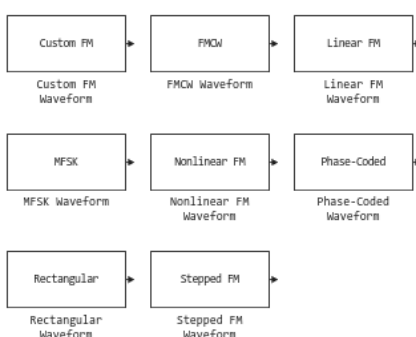 Custom FM
FMCW
Linear FM
Custom FM
Waveform
FMCW Waveform
Linear FM
Waveform
MFSK
Nonlinear FM
Phase-Coded
MFSK Waveform
Nonlinear FM
Waveform
Phase-Coded
Waveform
Rectangular
Stepped FM
Rectangular
Waveform
Stepped FM
Waveform